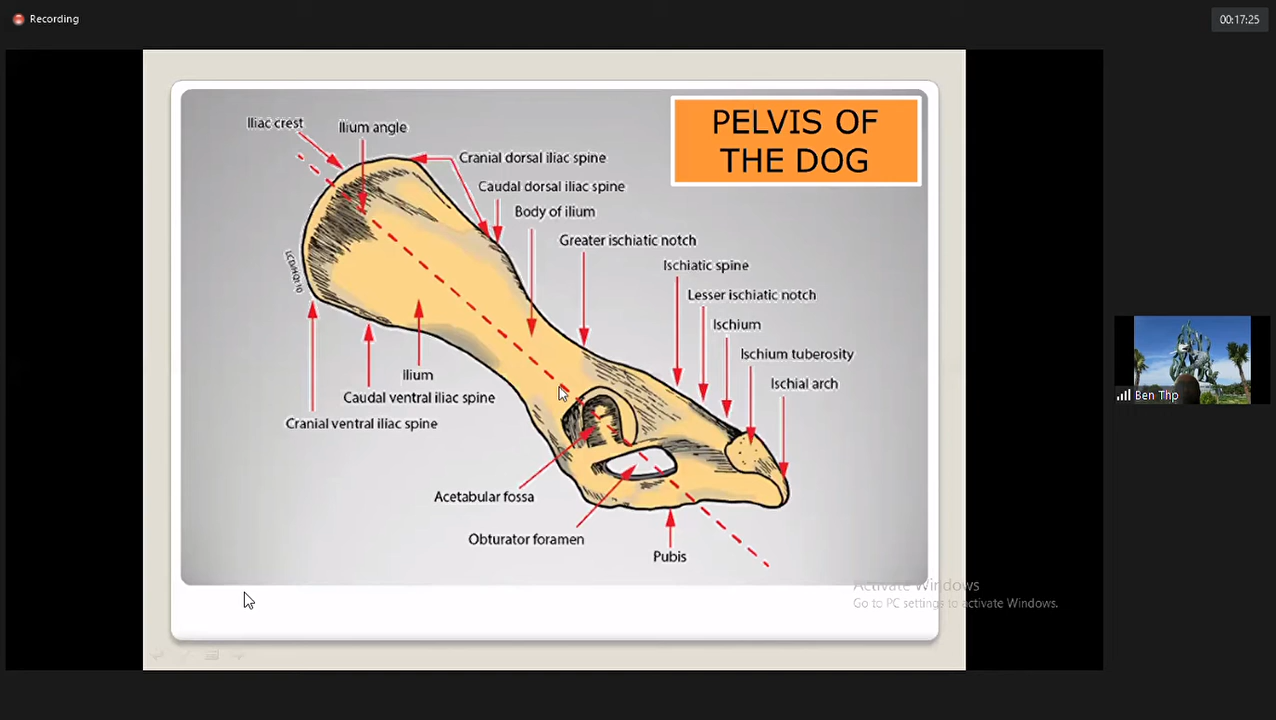 Recording
00:17:25
PELVIS OF
THE DOG
Iliac crest
Ilium angle
Cranial dorsal iliac spine
Caudal dorsal iliac spine
Body of ilium
Greater ischiatic notch
Ischiatic spine
Lesser ischiatic notch
Ischium
Ischium tuberosity
Ischial arch
Ilium
Caudal ventral iliac spine
Cranial ventral iliac spine
Acetabular fossa
Obturator foramen
Pubis
Ben Thp
Activate Windows
Go to PC settings to activate Windows.